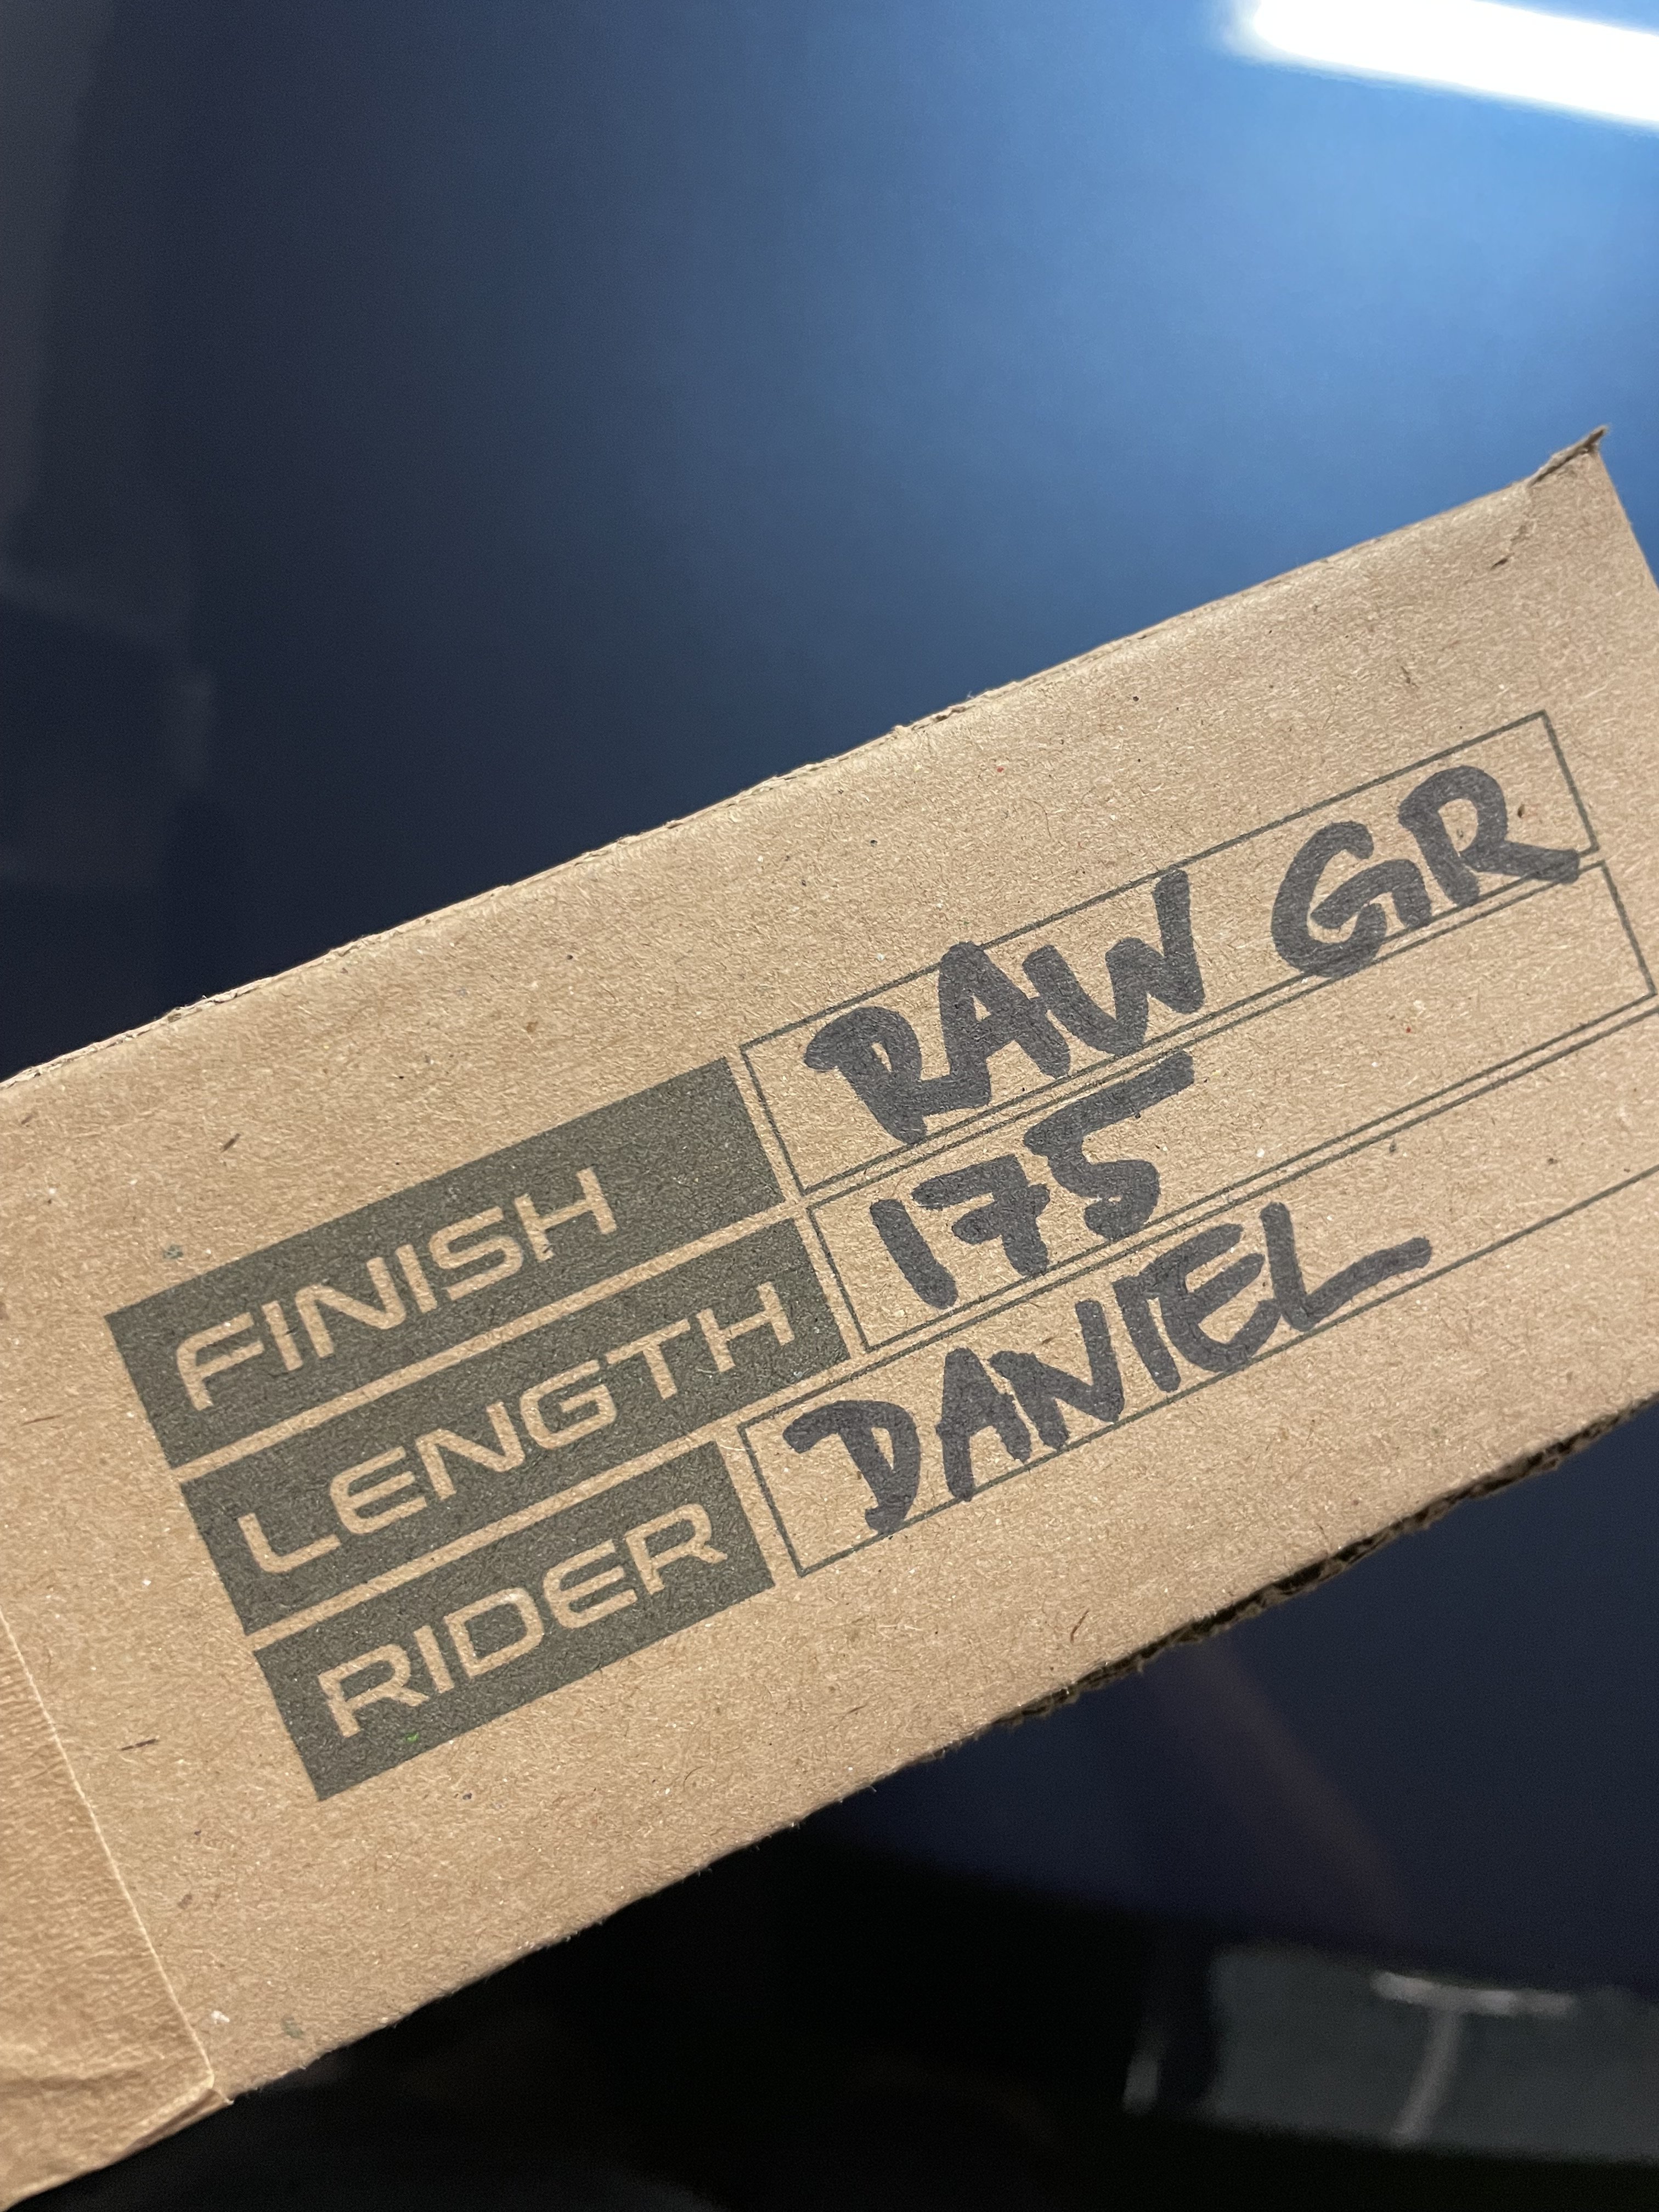 FINISH RAW GR
LENGTH 175
RIDER DANIEL